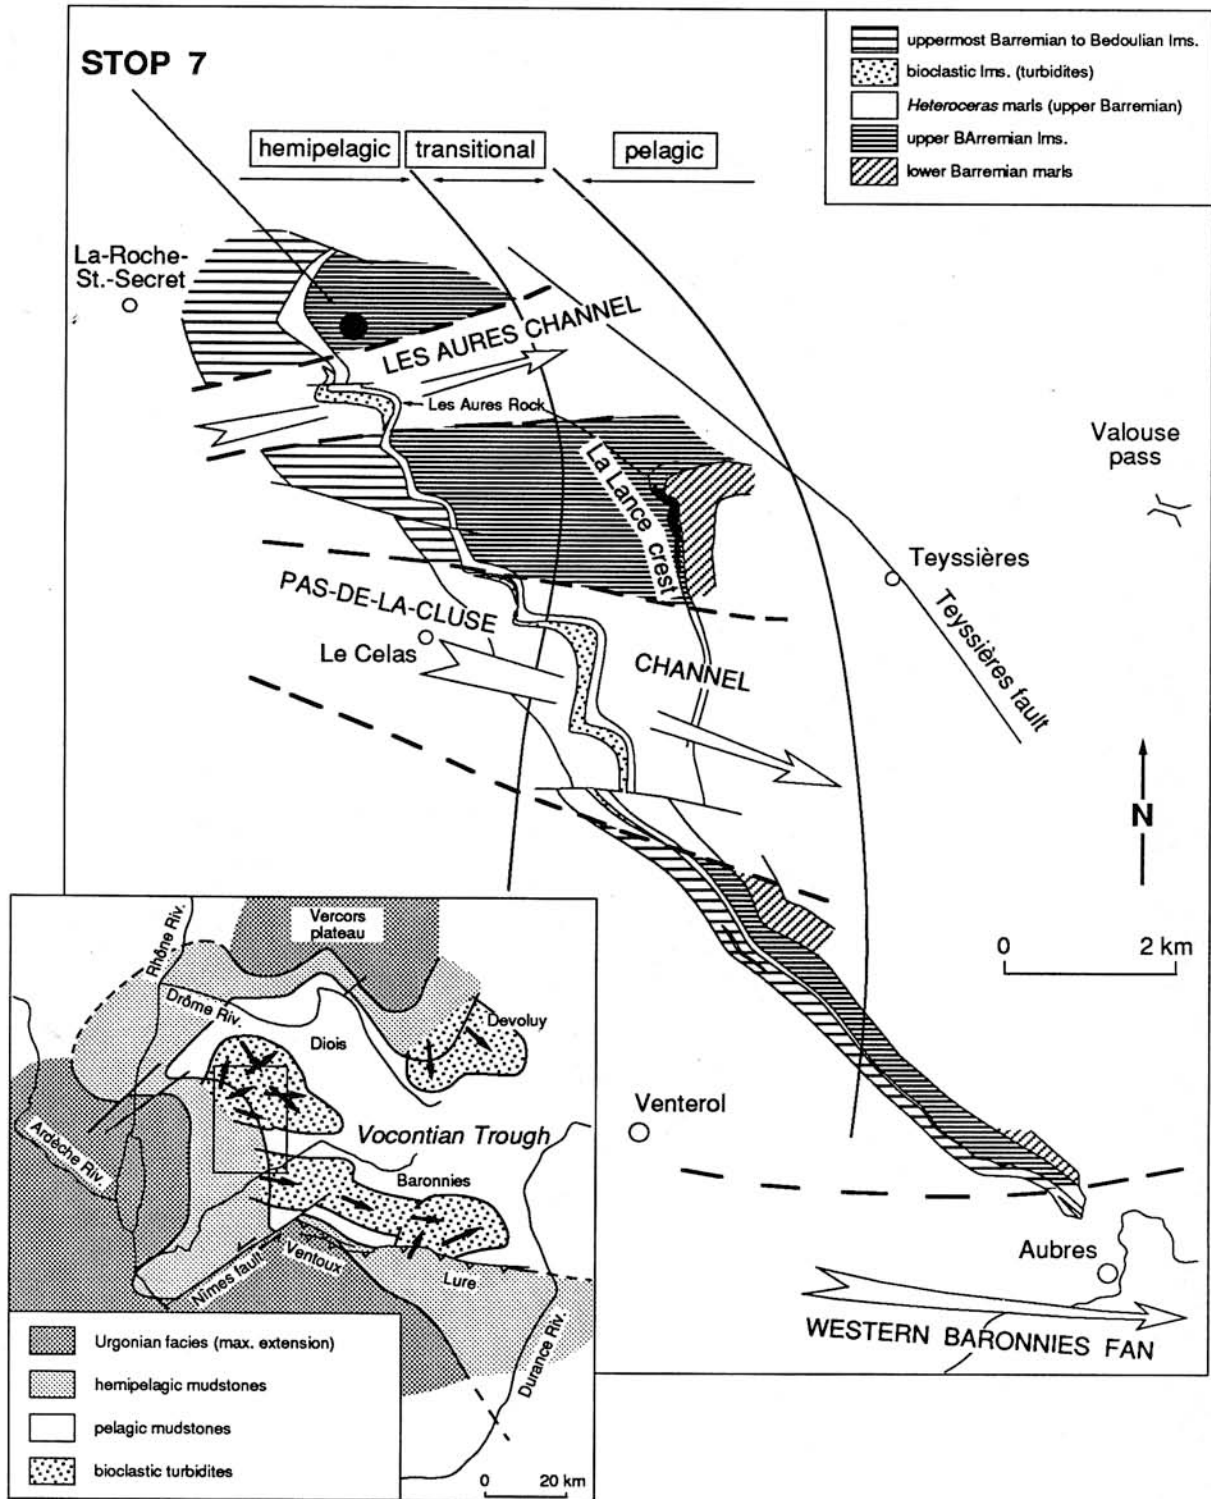 STOP 7
uppermost Barremian to Bedoulian lms.
bioclastic lms. (turbidites)
Heteroceras marls (upper Barremian)
upper BArremian lms.
lower Barremian marls
hemipelagic
transitional
pelagic
La-Roche-
St.-Secret
LES AURES CHANNEL
Les Aures Rock
La Lance crest
Valouse
pass
Teyssières
Teyssières fault
PAS-DE-LA-CLUSE
CHANNEL
Le Celas
N
0 2 km
Venterol
Aubres
WESTERN BARONNIES FAN
Vercors
plateau
Rhône Riv.
Drôme Riv.
Devoluy
Diois
Ardèche Riv.
Vocontian Trough
Baronnies
Nîmes fault
Ventoux
Lure
Durance Riv.
Urgonian facies (max. extension)
hemipelagic mudstones
pelagic mudstones
bioclastic turbidites
0 20 km